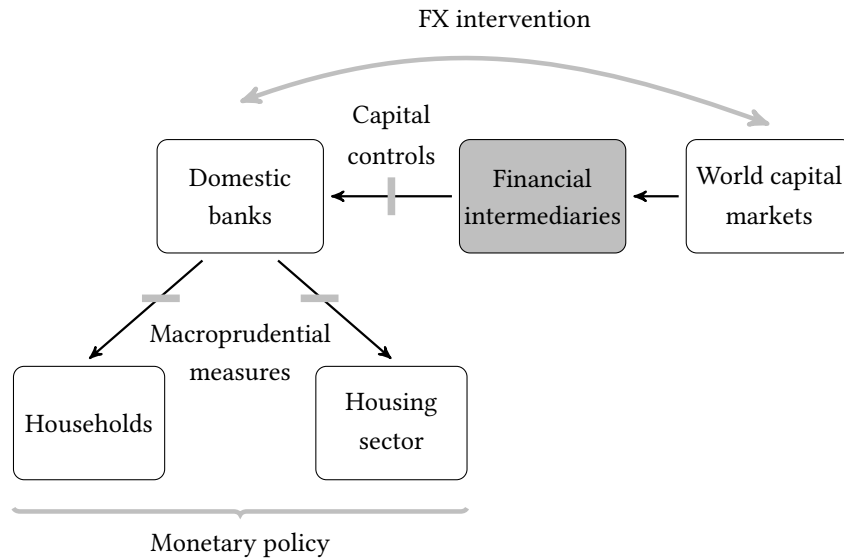 FX intervention
Capital
controls
Domestic
banks
Financial
intermediaries
World capital
markets
Macroprudential
measures
Households
Housing
sector
Monetary policy